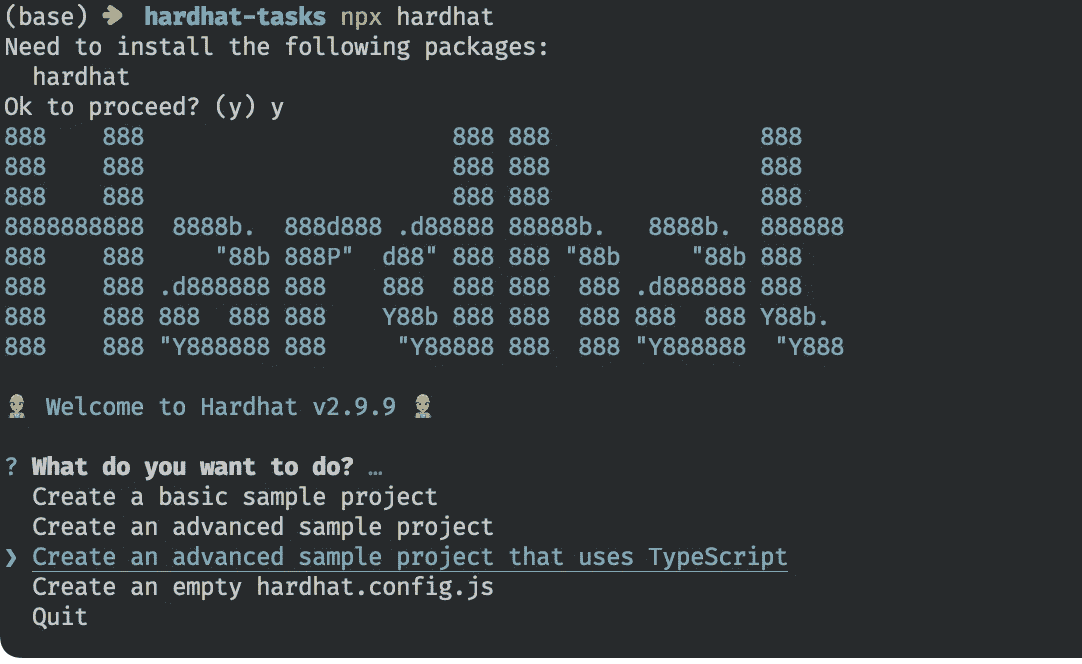 (base) ➜ hardhat-tasks npx hardhat
Need to install the following packages:
  hardhat
Ok to proceed? (y) y
888    888                      888 888               888
888    888                      888 888               888
888    888                      888 888               888
8888888888  8888b.  888d888 .d88888 88888b.   8888b.  888888
888    888     "88b 888P"  d88" 888 888 "88b     "88b 888
888    888 .d888888 888    888  888 888  888 .d888888 888
888    888 888  888 888    Y88b 888 888  888 888  888 Y88b.
888    888 "Y888888 888     "Y88888 888  888 "Y888888  "Y888
Welcome to Hardhat v2.9.9
? What do you want to do? …
  Create a basic sample project
  Create an advanced sample project
❯ Create an advanced sample project that uses TypeScript
  Create an empty hardhat.config.js
  Quit